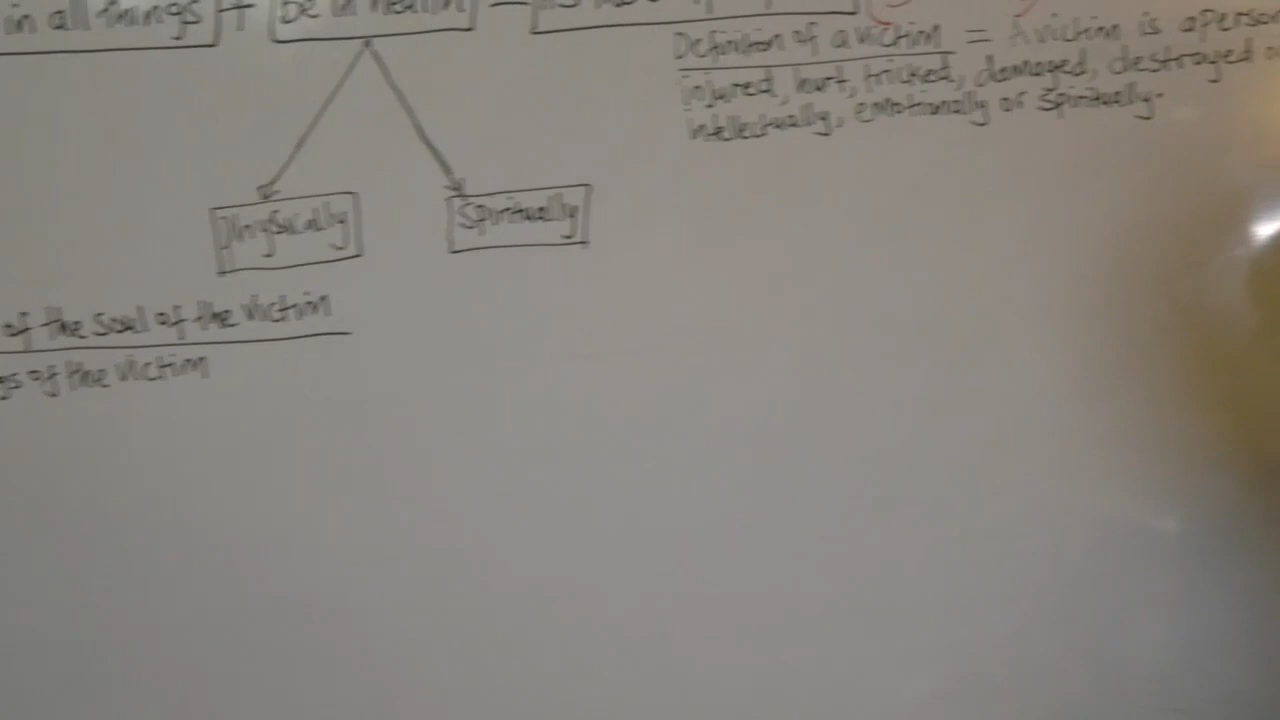 in all things + be in health =
Definition of a victim = A victim is a person
injured, hurt, tricked, damaged, destroyed
intellectually, emotionally or spiritually.
Physically Spiritually
of the soul of the victim
gs of the victim